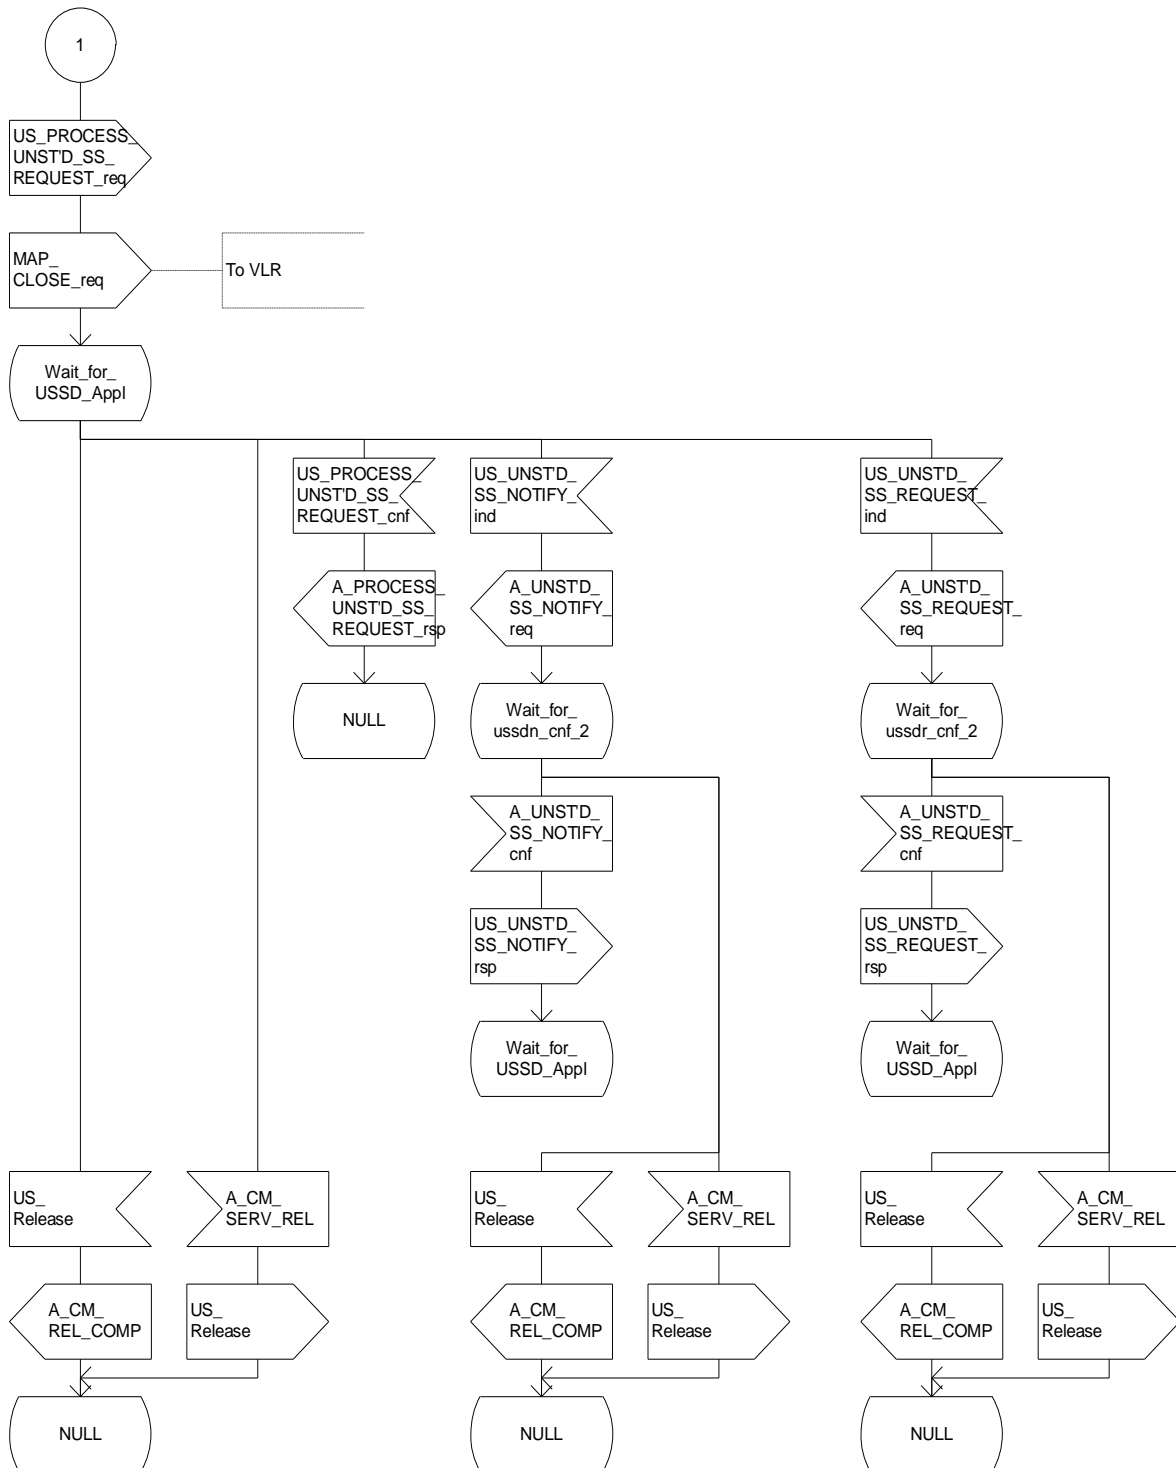 1
US_PROCESS_
UNST'D_SS_
REQUEST_req
MAP_
CLOSE_req
To VLR
Wait_for_
USSD_Appl
US_PROCESS_
UNST'D_SS_
REQUEST_cnf
US_UNST'D_
SS_NOTIFY_
ind
US_UNST'D_
SS_REQUEST_
ind
A_PROCESS_
UNST'D_SS_
REQUEST_rsp
A_UNST'D_
SS_NOTIFY_
req
A_UNST'D_
SS_REQUEST_
req
NULL
Wait_for_
ussdn_cnf_2
Wait_for_
ussdr_cnf_2
A_UNST'D_
SS_NOTIFY_
cnf
A_UNST'D_
SS_REQUEST_
cnf
US_UNST'D_
SS_NOTIFY_
rsp
US_UNST'D_
SS_REQUEST_
rsp
Wait_for_
USSD_Appl
Wait_for_
USSD_Appl
US_
Release
A_CM_
SERV_REL
US_
Release
A_CM_
SERV_REL
US_
Release
A_CM_
SERV_REL
A_CM_
REL_COMP
US_
Release
A_CM_
REL_COMP
US_
Release
A_CM_
REL_COMP
US_
Release
NULL
NULL
NULL